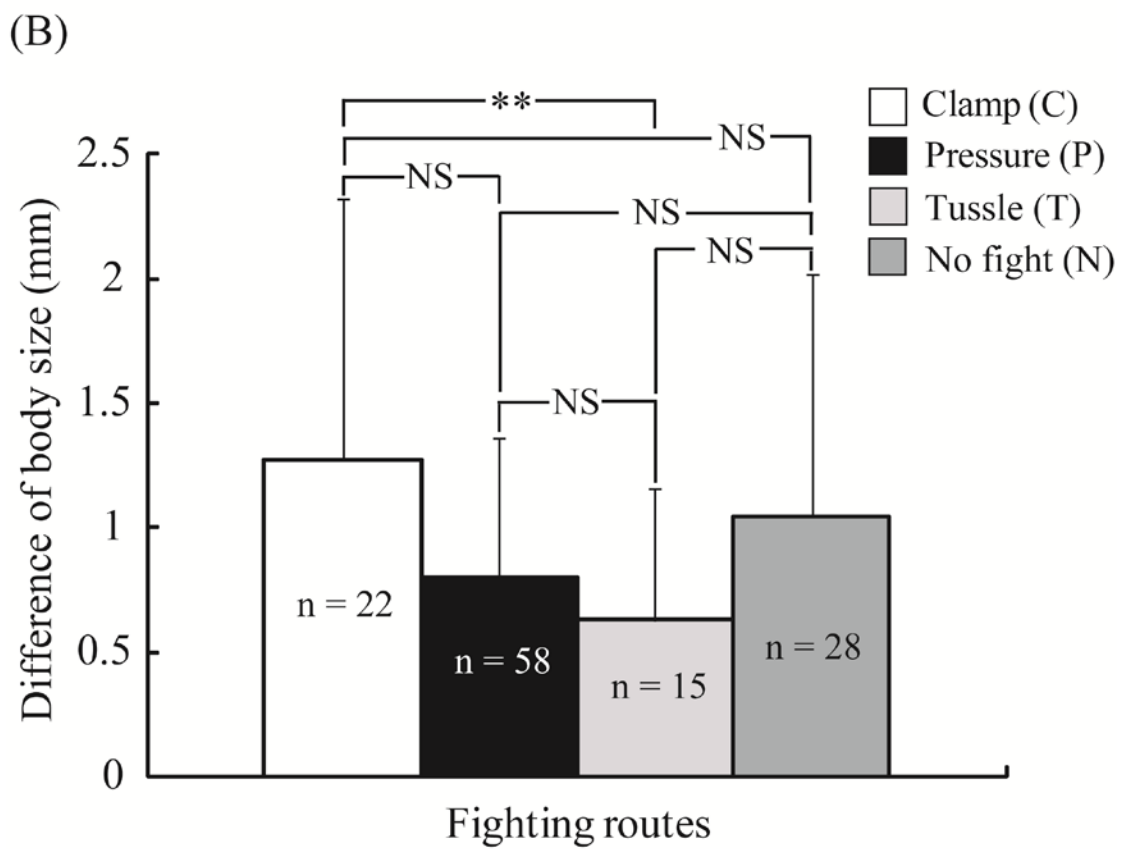 (B)
**
NS
NS
NS
NS
NS
Clamp (C)
Pressure (P)
Tussle (T)
No fight (N)
Difference of body size (mm)
2.5
2
1.5
1
0.5
0
n = 22
n = 58
n = 15
n = 28
Fighting routes